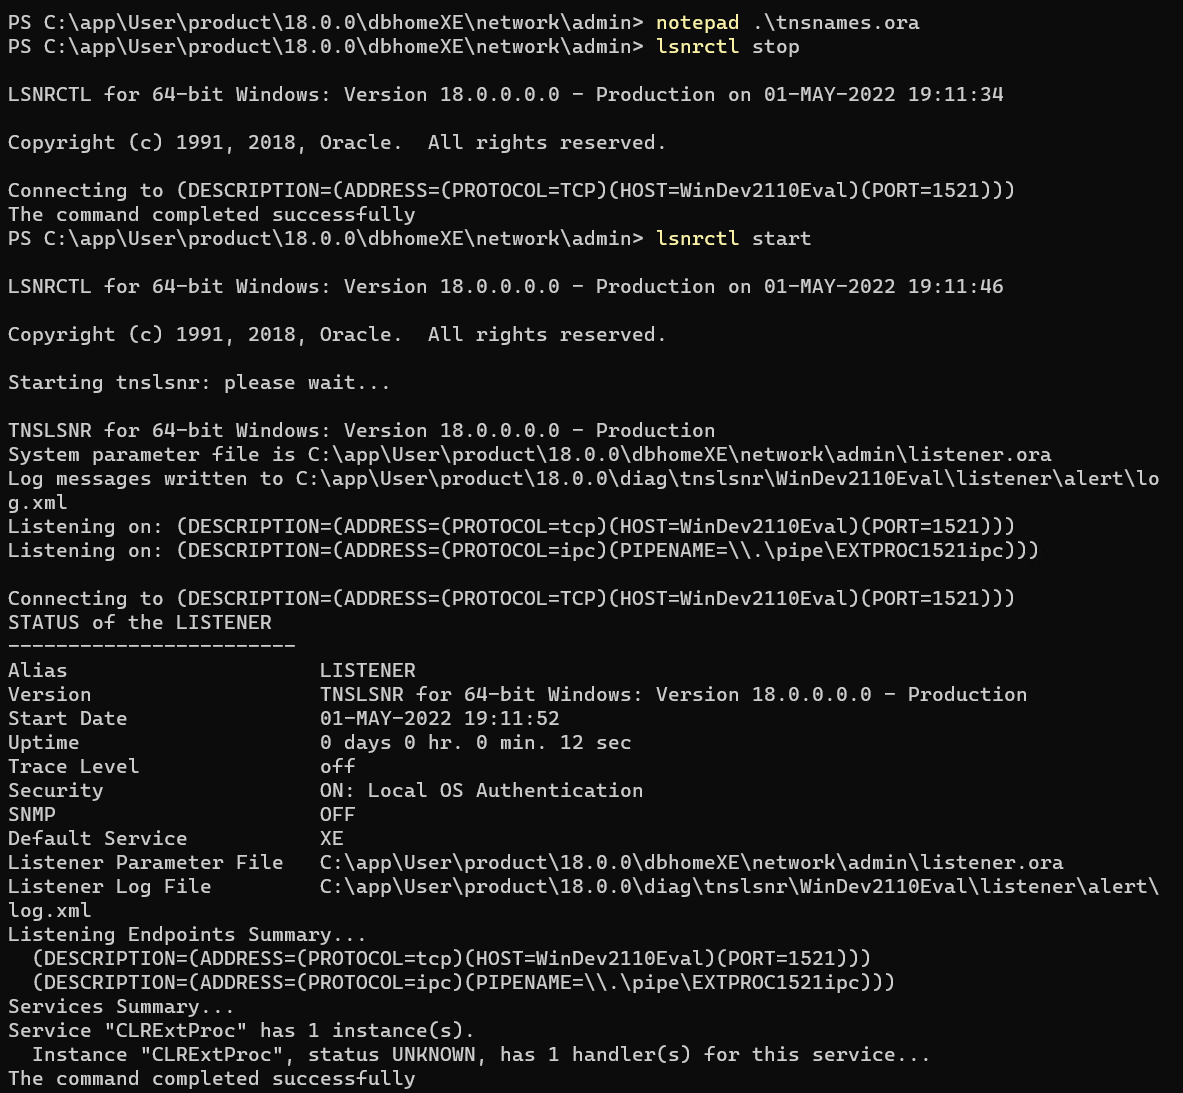 PS C:\app\User\product\18.0.0\dbhomeXE\network\admin> notepad .\tnsnames.ora
PS C:\app\User\product\18.0.0\dbhomeXE\network\admin> lsnrctl stop
LSNRCTL for 64-bit Windows: Version 18.0.0.0.0 - Production on 01-MAY-2022 19:11:34
Copyright (c) 1991, 2018, Oracle.  All rights reserved.
Connecting to (DESCRIPTION=(ADDRESS=(PROTOCOL=TCP)(HOST=WinDev2110Eval)(PORT=1521)))
The command completed successfully
PS C:\app\User\product\18.0.0\dbhomeXE\network\admin> lsnrctl start
LSNRCTL for 64-bit Windows: Version 18.0.0.0.0 - Production on 01-MAY-2022 19:11:46
Copyright (c) 1991, 2018, Oracle.  All rights reserved.
Starting tnslsnr: please wait...
TNSLSNR for 64-bit Windows: Version 18.0.0.0.0 - Production
System parameter file is C:\app\User\product\18.0.0\dbhomeXE\network\admin\listener.ora
Log messages written to C:\app\User\product\18.0.0\diag\tnslsnr\WinDev2110Eval\listener\alert\lo
g.xml
Listening on: (DESCRIPTION=(ADDRESS=(PROTOCOL=tcp)(HOST=WinDev2110Eval)(PORT=1521)))
Listening on: (DESCRIPTION=(ADDRESS=(PROTOCOL=ipc)(PIPENAME=\\.\pipe\EXTPROC1521ipc)))
Connecting to (DESCRIPTION=(ADDRESS=(PROTOCOL=TCP)(HOST=WinDev2110Eval)(PORT=1521)))
STATUS of the LISTENER
------------------------
Alias                     LISTENER
Version                   TNSLSNR for 64-bit Windows: Version 18.0.0.0.0 - Production
Start Date                01-MAY-2022 19:11:52
Uptime                    0 days 0 hr. 0 min. 12 sec
Trace Level               off
Security                  ON: Local OS Authentication
SNMP                      OFF
Default Service           XE
Listener Parameter File   C:\app\User\product\18.0.0\dbhomeXE\network\admin\listener.ora
Listener Log File         C:\app\User\product\18.0.0\diag\tnslsnr\WinDev2110Eval\listener\alert\
log.xml
Listening Endpoints Summary...
  (DESCRIPTION=(ADDRESS=(PROTOCOL=tcp)(HOST=WinDev2110Eval)(PORT=1521)))
  (DESCRIPTION=(ADDRESS=(PROTOCOL=ipc)(PIPENAME=\\.\pipe\EXTPROC1521ipc)))
Services Summary...
Service "CLRExtProc" has 1 instance(s).
  Instance "CLRExtProc", status UNKNOWN, has 1 handler(s) for this service...
The command completed successfully